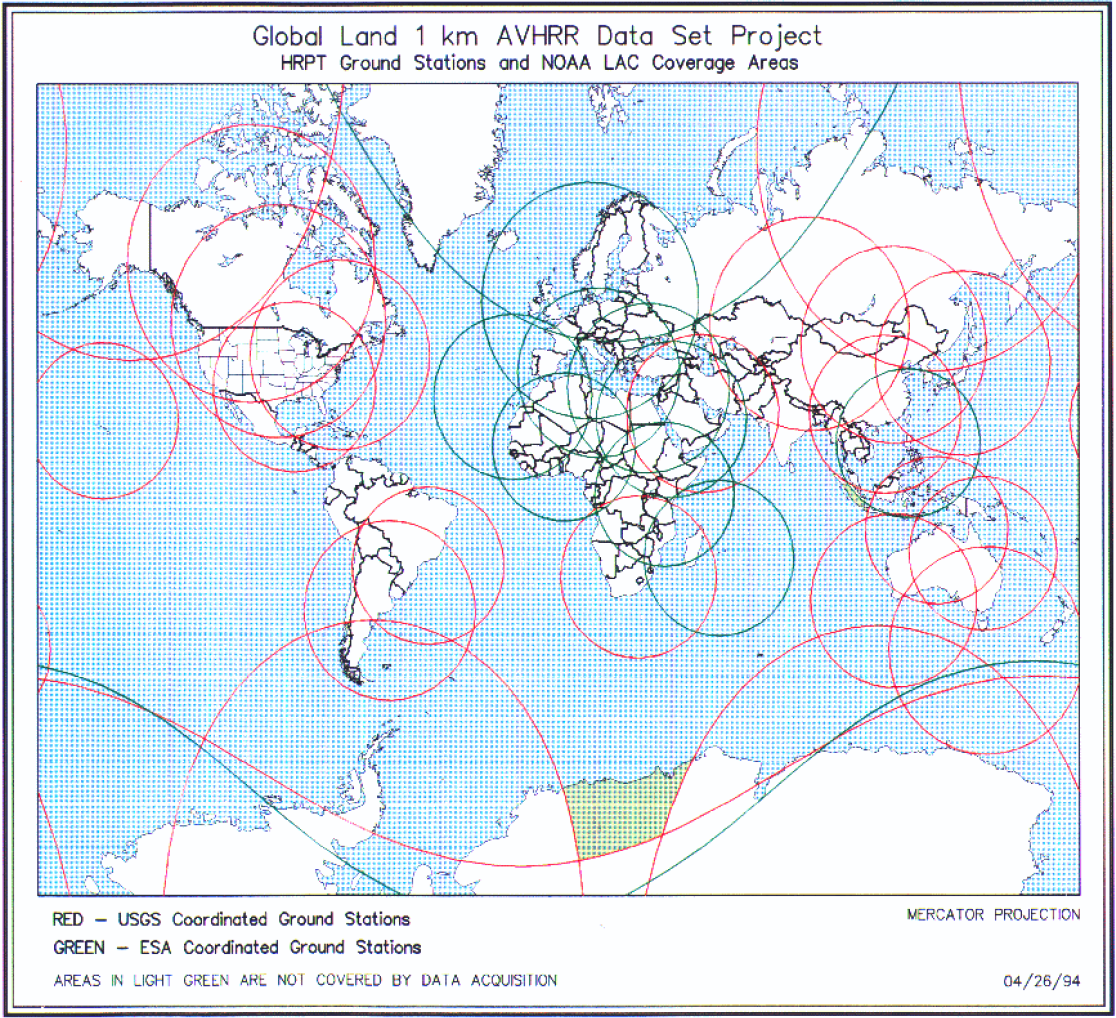 Global Land 1 km AVHRR Data Set Project
HRPT Ground Stations and NOAA LAC Coverage Areas
RED – USGS Coordinated Ground Stations
MERCATOR PROJECTION
GREEN – ESA Coordinated Ground Stations
AREAS IN LIGHT GREEN ARE NOT COVERED BY DATA ACQUISITION
04/26/94